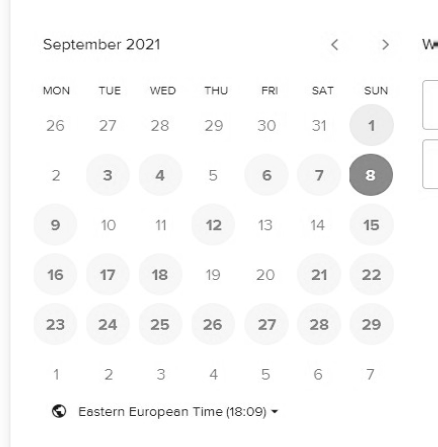 September 2021
MON TUE WED THU FRI SAT SUN
26 27 28 29 30 31 1
2 3 4 5 6 7 8
9 10 11 12 13 14 15
16 17 18 19 20 21 22
23 24 25 26 27 28 29
1 2 3 4 5 6 7
Eastern European Time (18:09)